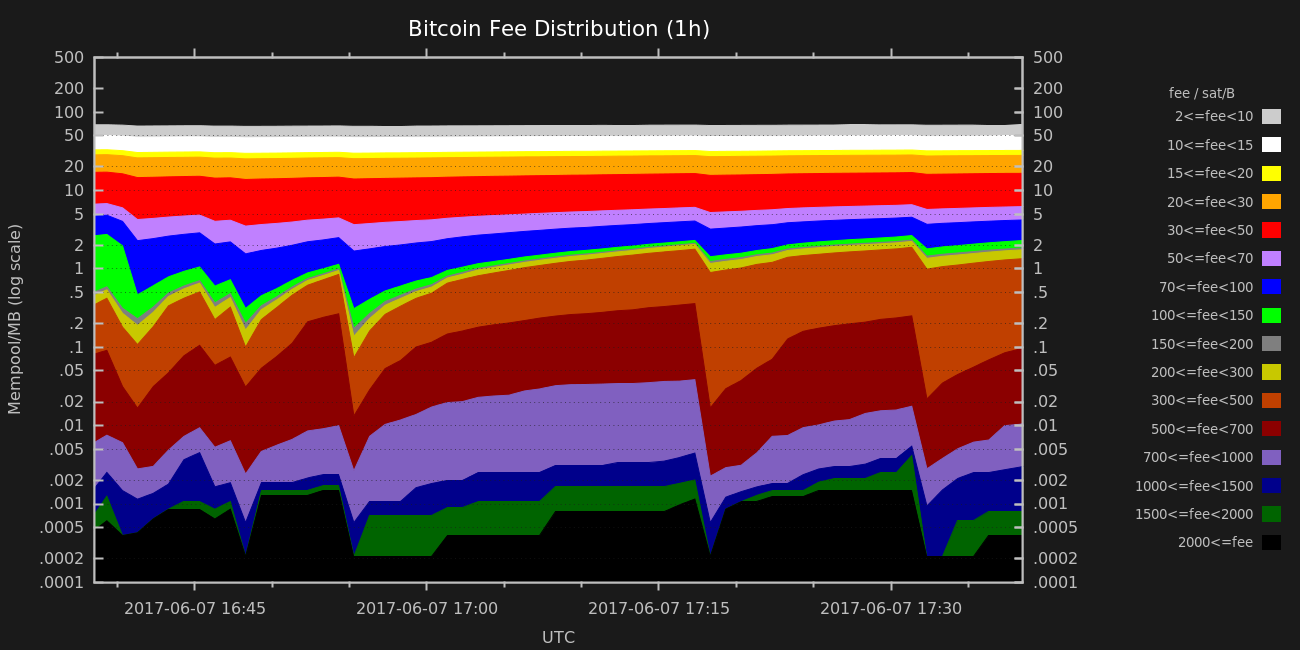 Bitcoin Fee Distribution (1h)
500
200
100
50
20
10
5
2
1
.5
.2
.1
.05
.02
.01
.005
.002
.001
.0005
.0002
.0001
Mempool/MB (log scale)
500
200
100
50
20
10
5
2
1
.5
.2
.1
.05
.02
.01
.005
.002
.001
.0005
.0002
.0001
2017-06-07 16:45
2017-06-07 17:00
2017-06-07 17:15
2017-06-07 17:30
UTC
fee / sat/B
2<=fee<10
10<=fee<15
15<=fee<20
20<=fee<30
30<=fee<50
50<=fee<70
70<=fee<100
100<=fee<150
150<=fee<200
200<=fee<300
300<=fee<500
500<=fee<700
700<=fee<1000
1000<=fee<1500
1500<=fee<2000
2000<=fee